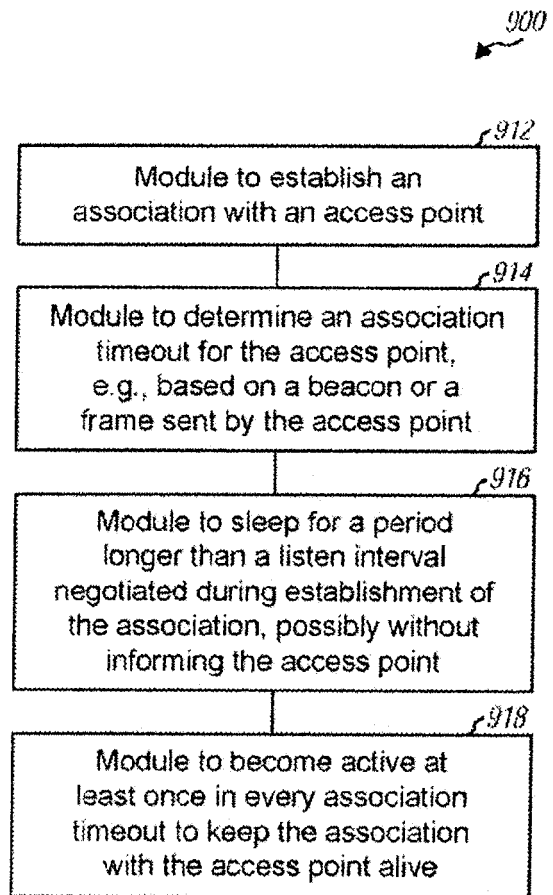 900
912
Module to establish an
association with an access point
914
Module to determine an association
timeout for the access point,
e.g., based on a beacon or a
frame sent by the access point
916
Module to sleep for a period
longer than a listen interval
negotiated during establishment of
the association, possibly without
informing the access point
918
Module to become active at
least once in every association
timeout to keep the association
with the access point alive